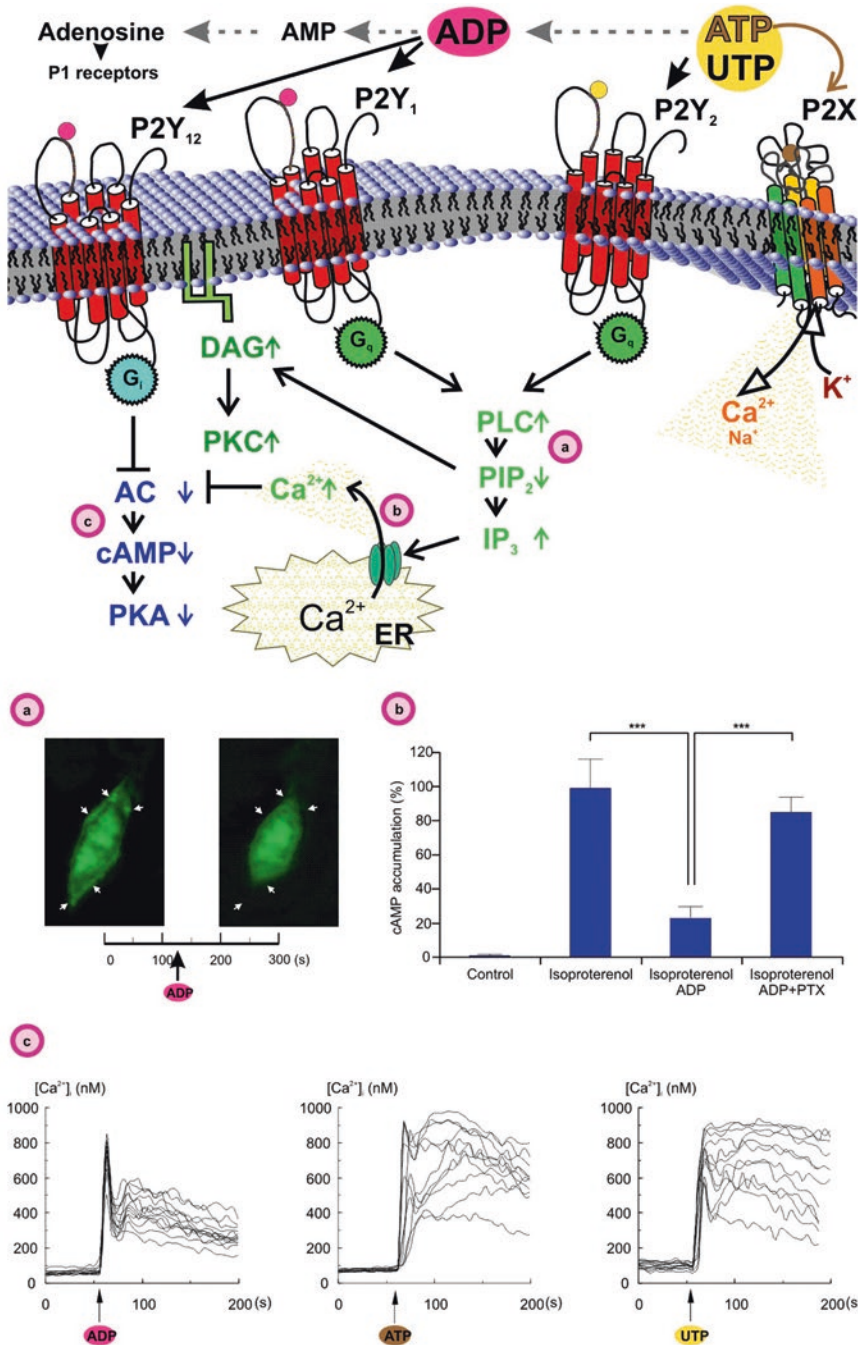 Adenosine AMP ADP ATP
UTP
P1 receptors
P2Y12 P2Y1 P2Y2 P2X
Gi
Gq
Gq
DAG↑
PKC↑
PLC↑
a
PIP2↓
IP3 ↑
Ca2+
Na+
K+
AC ↓
c
cAMP↓
PKA ↓
Ca2+↑
b
Ca2+
ER
a
0 100 200 300 (s)
ADP
b
cAMP accumulation (%)
120
100
80
60
40
20
0
*** ***
Control Isoproterenol Isoproterenol Isoproterenol
ADP ADP+PTX
c
[Ca2+]i (nM) [Ca2+]i (nM) [Ca2+]i (nM)
1000 1000 1000
800 800 800
600 600 600
400 400 400
200 200 200
0 0 0
0 100 200 (s) 0 100 200 (s) 0 100 200 (s)
ADP ATP UTP